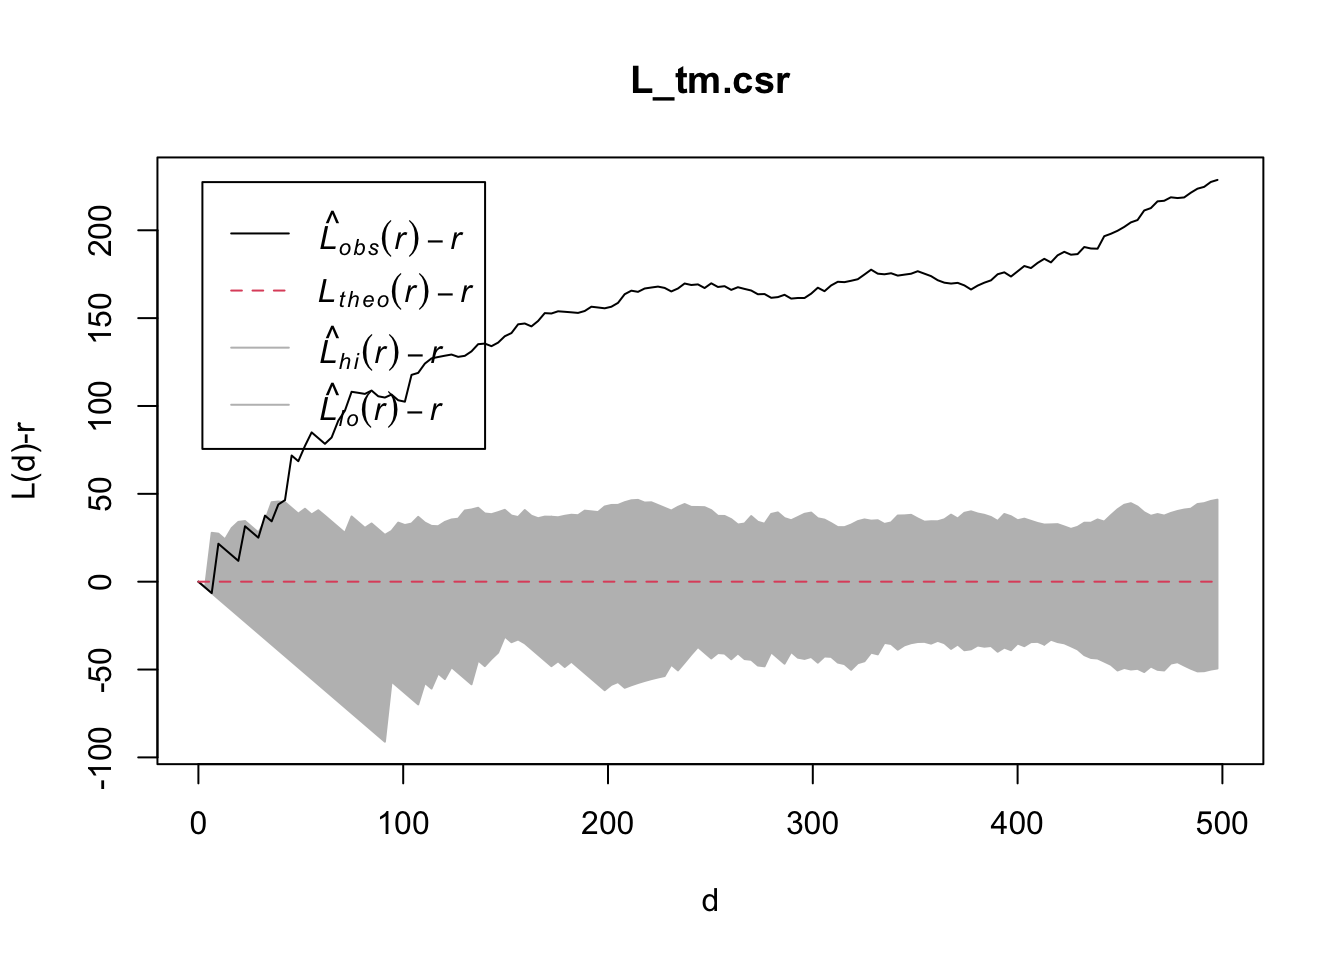 L_tm.csr
L̂obs(r) − r
Ltheo(r) − r
L̂hi(r) − r
L̂lo(r) − r
L(d)-r
200
150
100
50
0
-50
-100
0 100 200 300 400 500
d